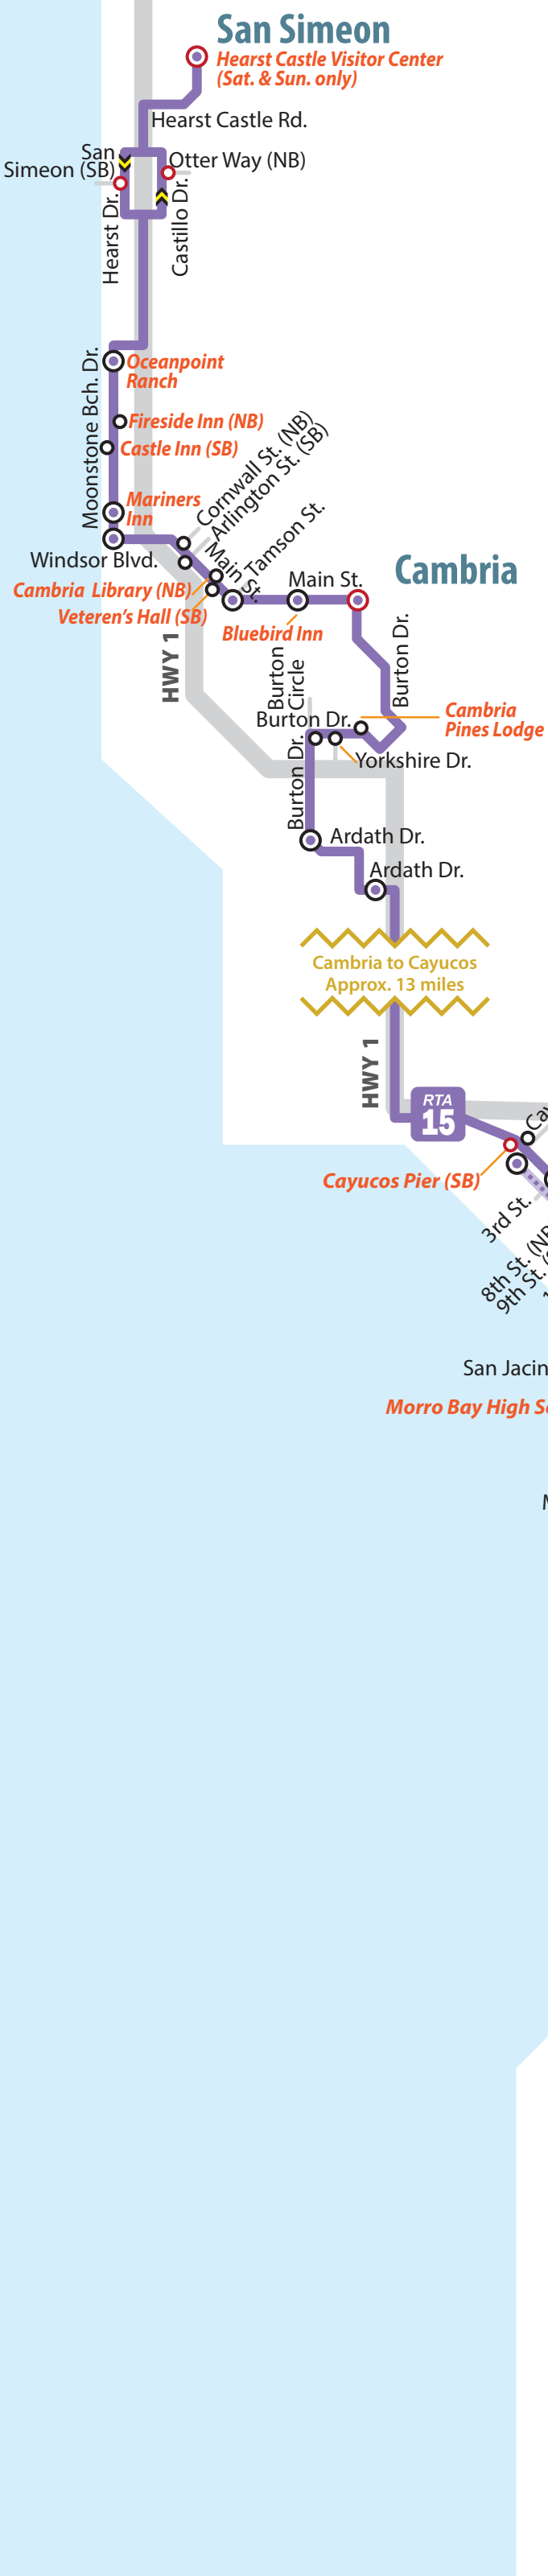 San Simeon
Hearst Castle Visitor Center
(Sat. & Sun. only)
Hearst Castle Rd.
San
Simeon (SB)
Otter Way (NB)
Hearst Dr.
Castillo Dr.
Moonstone Bch. Dr.
Oceanpoint
Ranch
Fireside Inn (NB)
Castle Inn (SB)
Mariners
Inn
Cornwall St. (NB)
Arlington St. (SB)
Windsor Blvd.
Main St.
Tamson St.
Main St.
Cambria
Cambria Library (NB)
Veteren's Hall (SB)
Bluebird Inn
HWY 1
Burton
Circle
Burton Dr.
Burton Dr.
Cambria
Pines Lodge
Yorkshire Dr.
Burton Dr.
Ardath Dr.
Ardath Dr.
Cambria to Cayucos
Approx. 13 miles
HWY 1
RTA
15
Cayucos Pier (SB)
3rd St.
8th St. (NB
9th St.
San Jacin
Morro Bay High